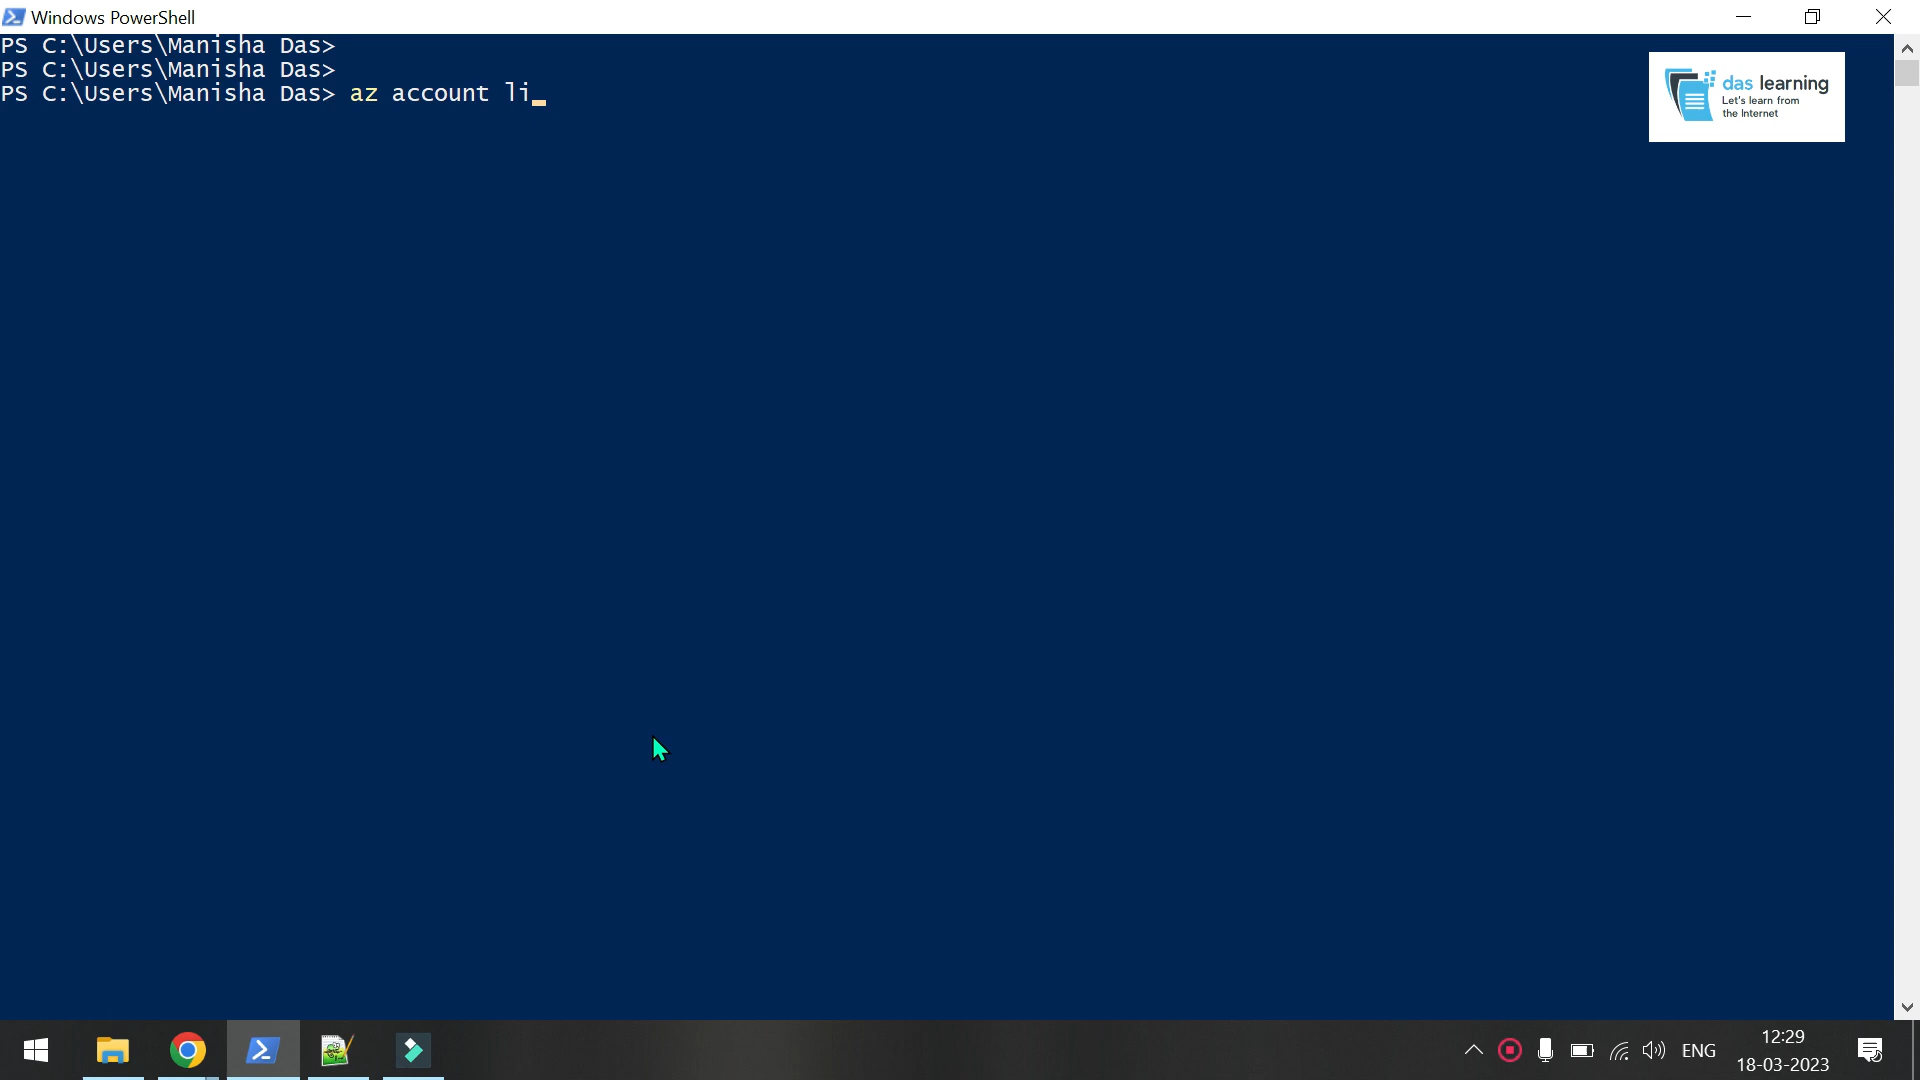 Windows PowerShell
PS C:\Users\Manisha Das>
PS C:\Users\Manisha Das>
PS C:\Users\Manisha Das> az account li_
das learning
Let's learn from
the Internet
ENG
12:29
18-03-2023